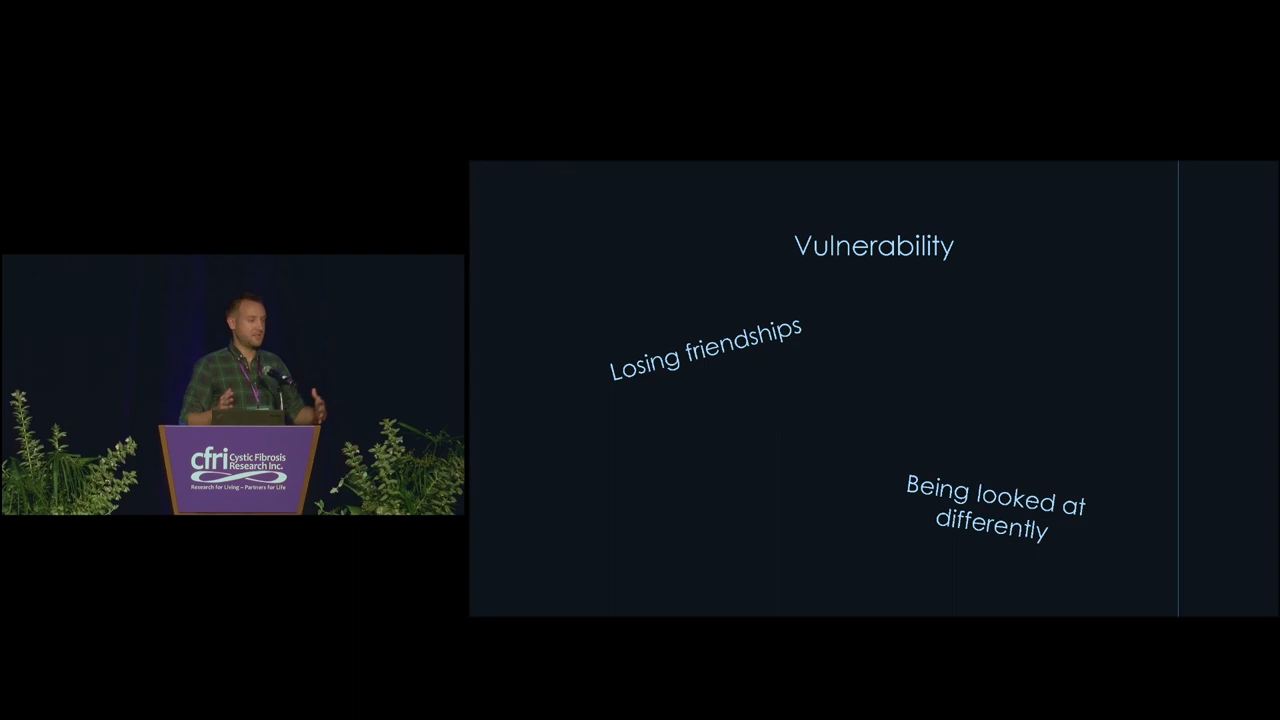 Vulnerability
Losing friendships
Being looked at
differently
cfri Cystic Fibrosis
Research Inc.
Research for Living ~ Partners for Life